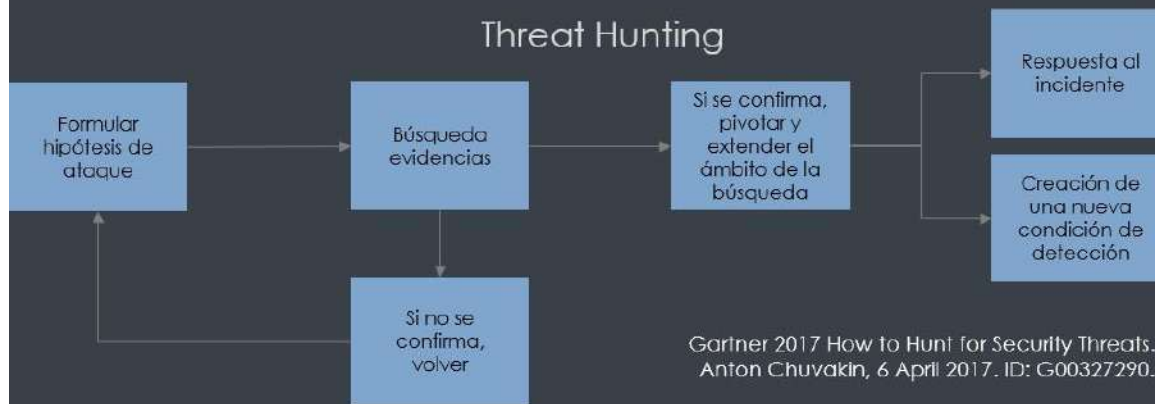 Threat Hunting
Formular
hipótesis de
ataque
Búsqueda
evidencias
Si se confirma,
pivotar y
extender el
ámbito de la
búsqueda
Respuesta al
incidente
Creación de
una nueva
condición de
detección
Si no se
confirma,
volver
Gartner 2017 How to Hunt for Security Threats.
Anton Chuvakin, 6 April 2017. ID: G00327290.